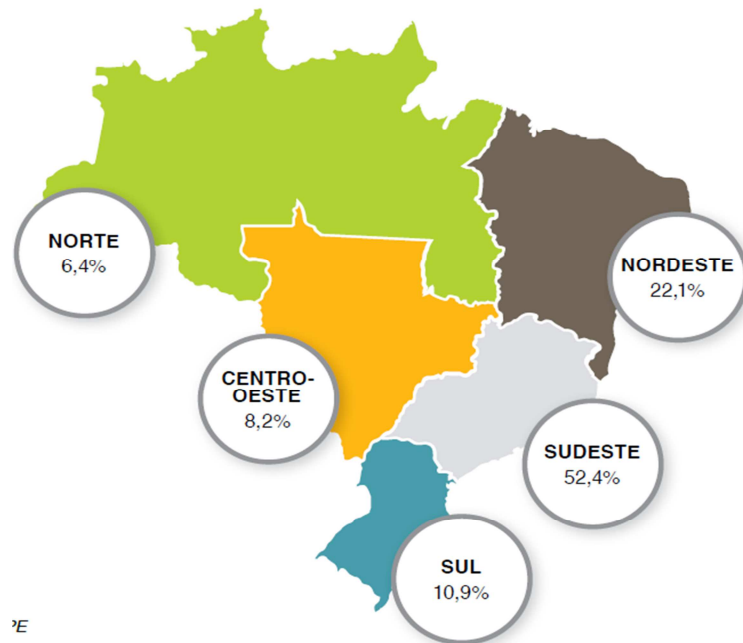 NORTE
6,4%
NORDESTE
22,1%
CENTRO-
OESTE
8,2%
SUDESTE
52,4%
SUL
10,9%